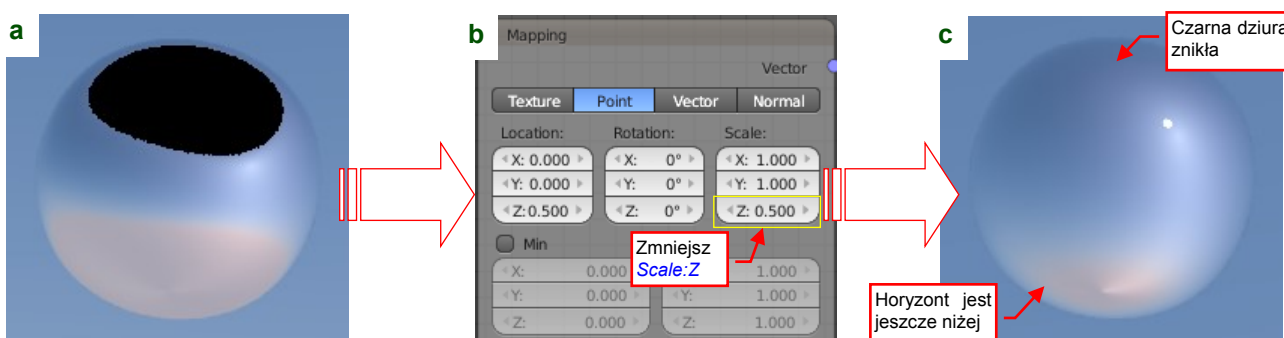 a
b
c
Mapping
Vector
Texture Point Vector Normal
Location: Rotation: Scale:
X: 0.000 X: 0° X: 1.000
Y: 0.000 Y: 0° Y: 1.000
Z: 0.500 Z: 0° Z: 0.500
Min
X: 0.000 1.000
Y: 0.000 Y: 1.000
Z: 0.000 Z: 1.000
Zmniejsz
Scale:Z
Czarna dziura
znikła
Horyzont jest
jeszcze niżej